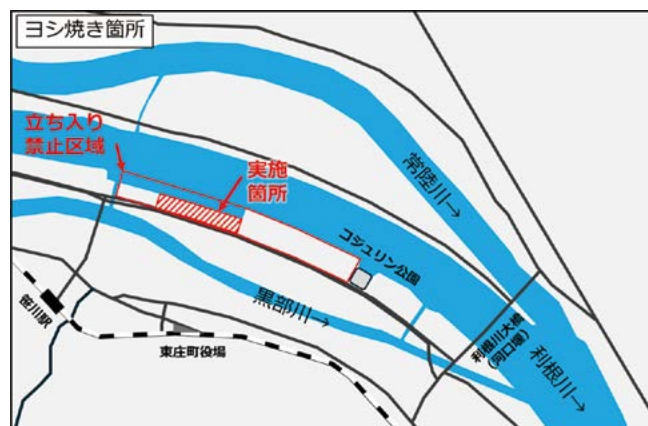 ヨシ焼き箇所
立ち入り
禁止区域
実施
箇所
常陸川→
コジュリン公園
黒部川→
笹川駅
東庄町役場
利根川大橋
(河口堰)
利根川→